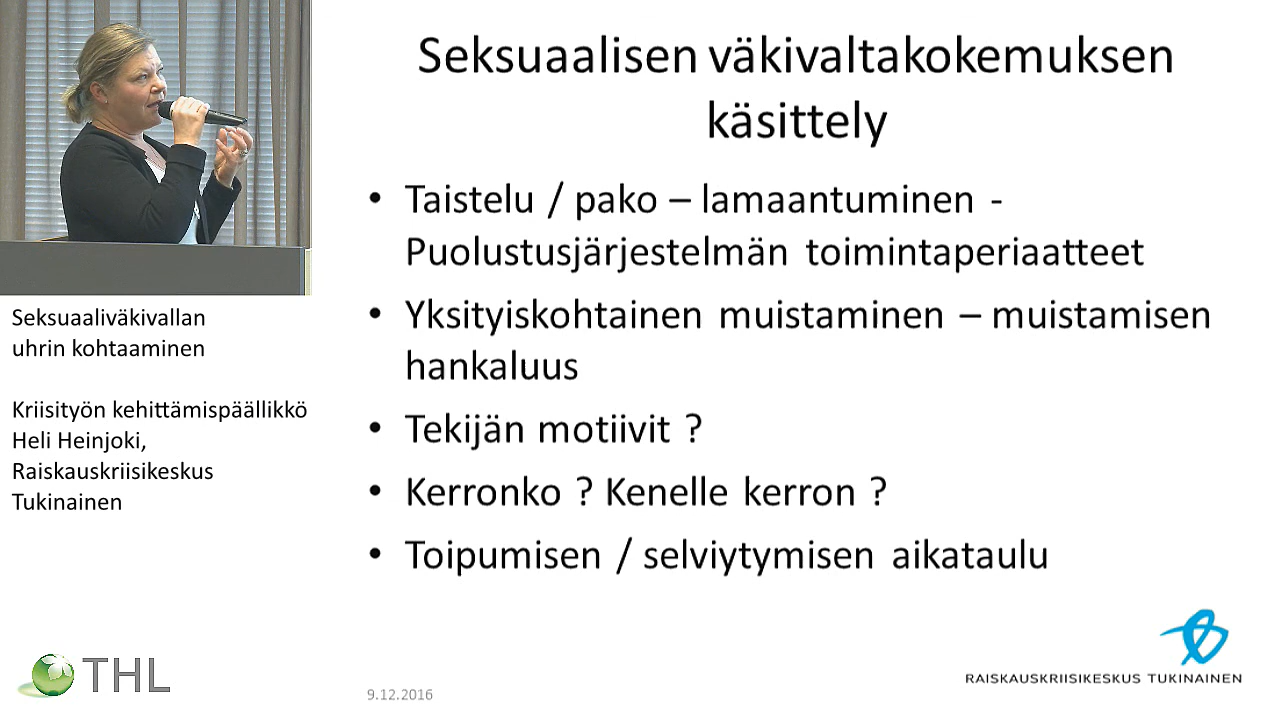 Seksuaalisen väkivaltakokemuksen
käsittely
• Taistelu / pako – lamaantuminen -
Puolustusjärjestelmän toimintaperiaatteet
• Yksityiskohtainen muistaminen – muistamisen
hankaluus
• Tekijän motiivit ?
• Kerronko ? Kenelle kerron ?
• Toipumisen / selviytymisen aikataulu
Seksuaaliväkivallan
uhrin kohtaaminen
Kriisityön kehittämispäällikkö
Heli Heinjoki,
Raiskauskriisikeskus
Tukinainen
THL
9.12.2016
RAISKAUSKRIISIKESKUS TUKINAINEN